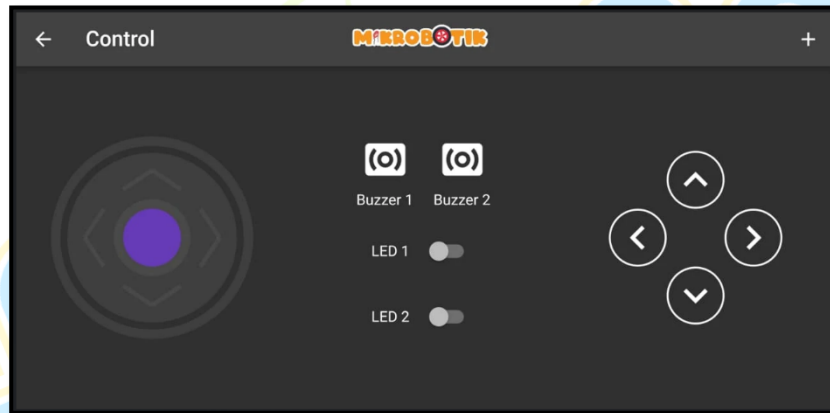 Control
MiKROBOTIK
Buzzer 1
Buzzer 2
LED 1
LED 2